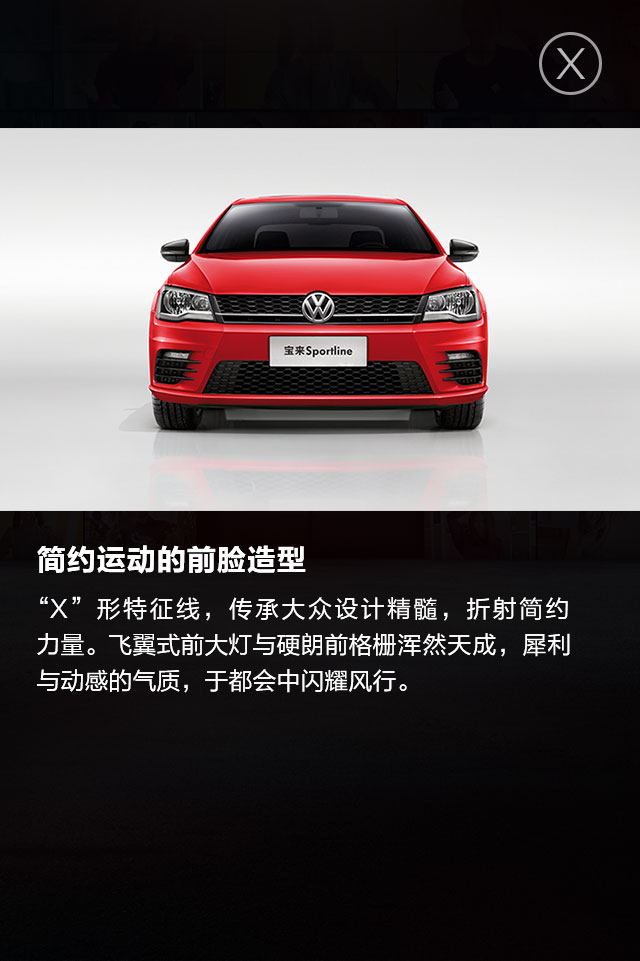 X
宝来Sportline
简约运动的前脸造型
“X”形特征线，传承大众设计精髓，折射简约
力量。飞翼式前大灯与硬朗前格栅浑然天成，犀利
与动感的气质，于都会中闪耀风行。